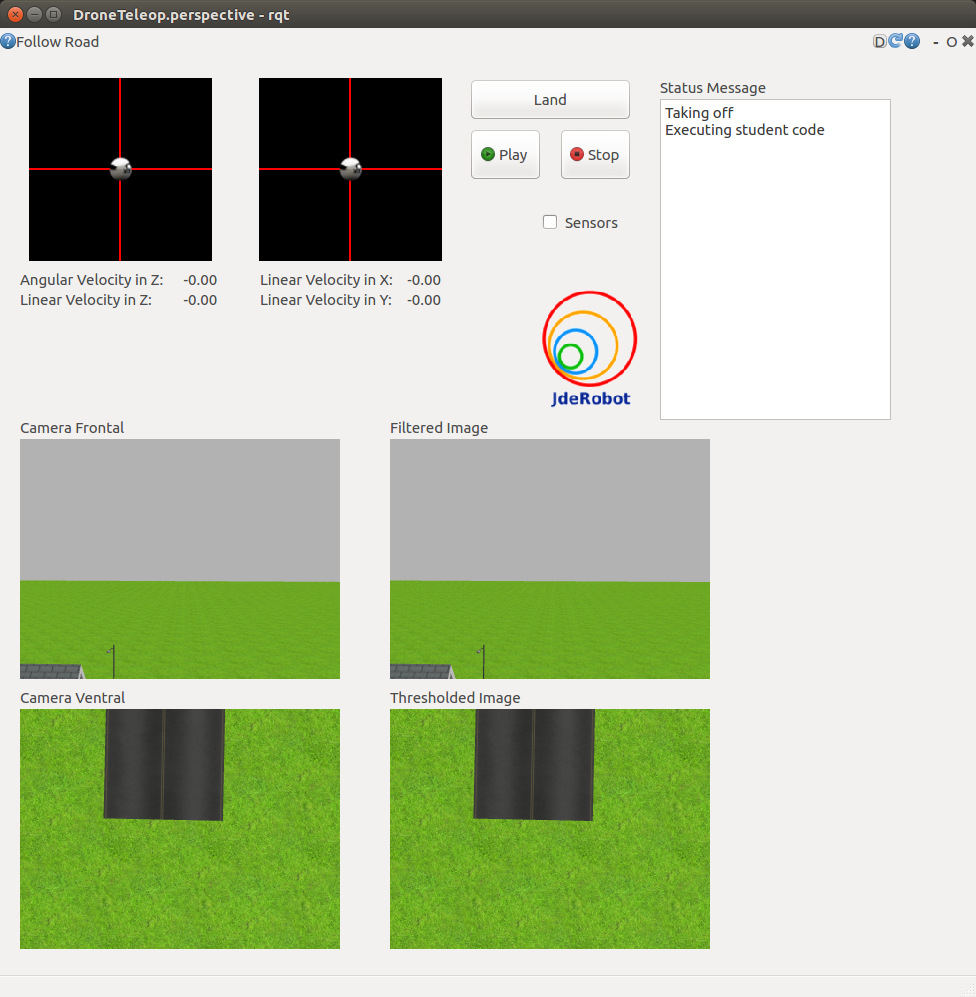 DroneTeleop.perspective - rqt
Follow Road
D
- O
Land
Play
Stop
Sensors
Status Message
Taking off
Executing student code
Angular Velocity in Z: -0.00
Linear Velocity in Z: -0.00
Linear Velocity in X: -0.00
Linear Velocity in Y: -0.00
JdeRobot
Camera Frontal
Filtered Image
Camera Ventral
Thresholded Image